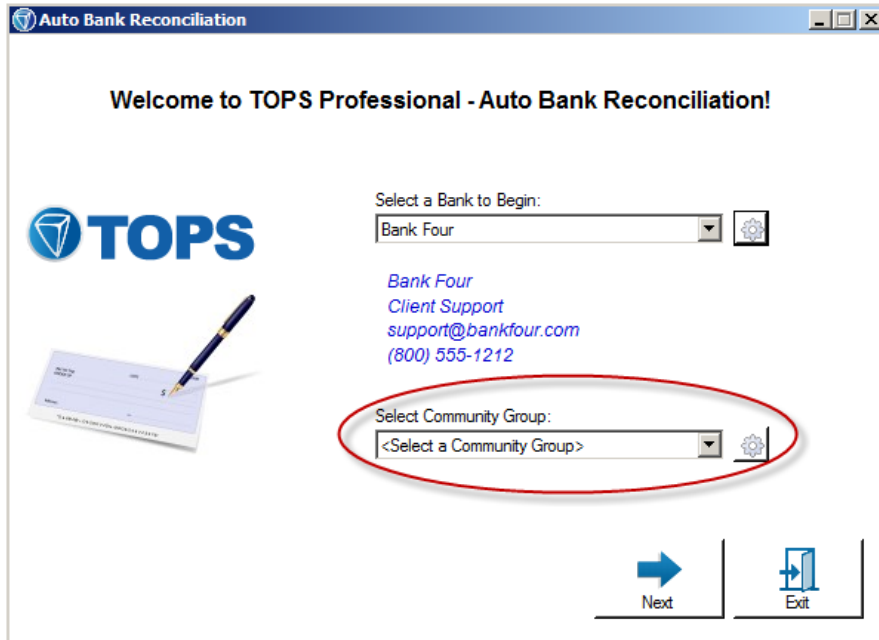 Auto Bank Reconciliation
Welcome to TOPS Professional - Auto Bank Reconciliation!
TOPS
Select a Bank to Begin:
Bank Four
Bank Four
Client Support
support@bankfour.com
(800) 555-1212
Select Community Group:
<Select a Community Group>
Next
Exit